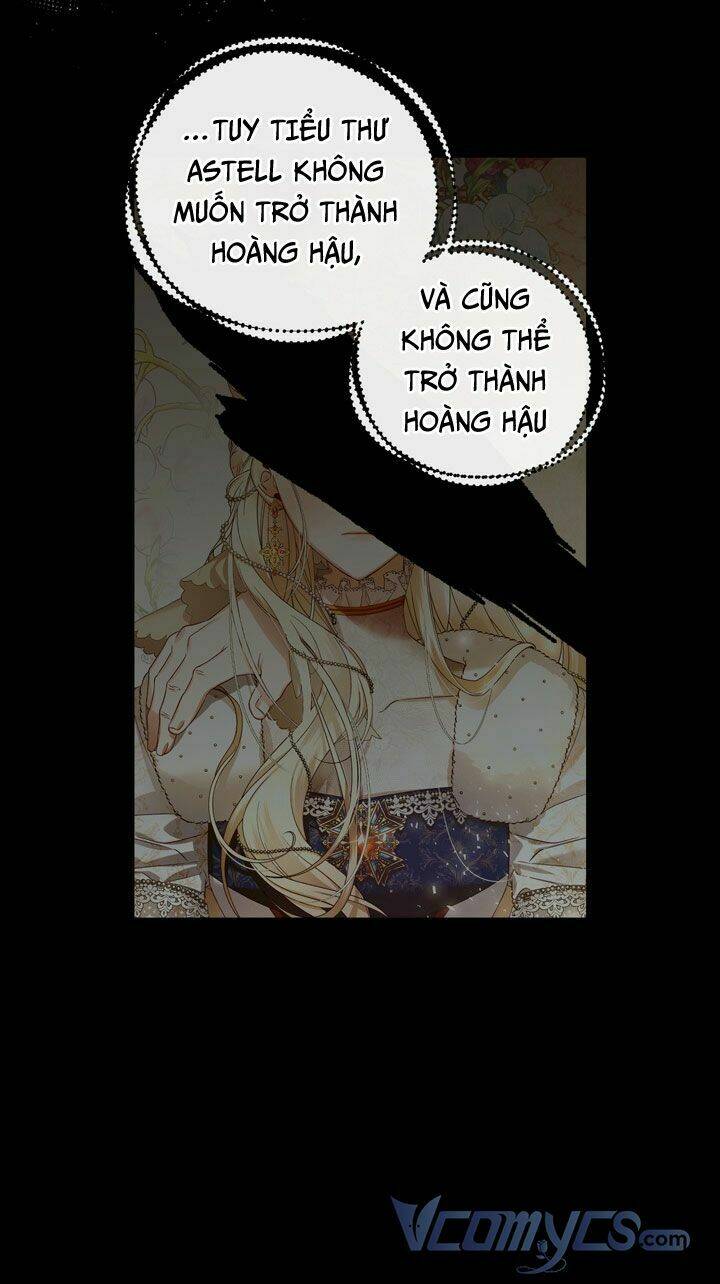 ...TUY TIỂU THƯ
ASTELL KHÔNG
MUỐN TRỞ THÀNH
HOÀNG HẬU,
VÀ CŨNG
KHÔNG THỂ
TRỞ THÀNH
HOÀNG HẬU
VCOMYCS.com